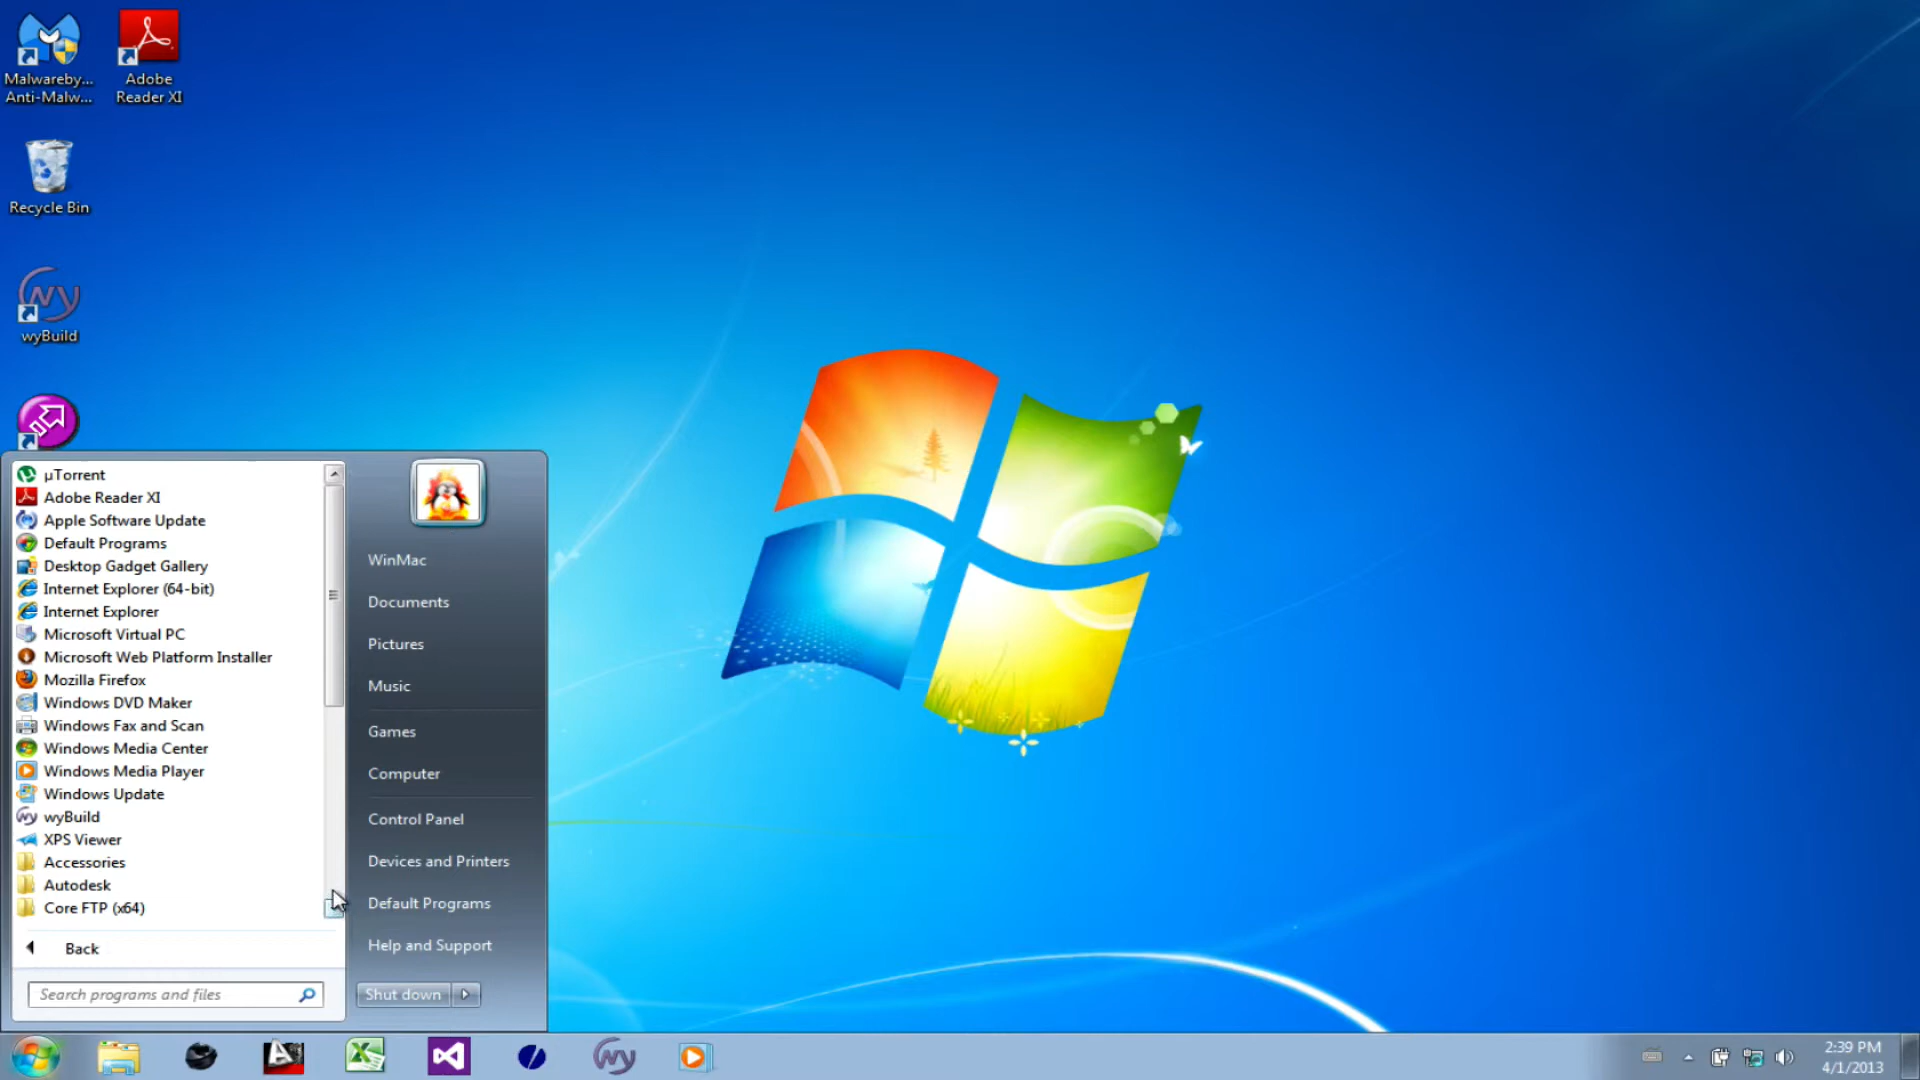 Malwareby...
Anti-Malw...
Adobe
Reader XI
Recycle Bin
wyBuild
µTorrent
Adobe Reader XI
Apple Software Update
Default Programs
Desktop Gadget Gallery
Internet Explorer (64-bit)
Internet Explorer
Microsoft Virtual PC
Microsoft Web Platform Installer
Mozilla Firefox
Windows DVD Maker
Windows Fax and Scan
Windows Media Center
Windows Media Player
Windows Update
wyBuild
XPS Viewer
Accessories
Autodesk
Core FTP (x64)
Back
Search programs and files
WinMac
Documents
Pictures
Music
Games
Computer
Control Panel
Devices and Printers
Default Programs
Help and Support
Shut down
2:39 PM
4/1/2013